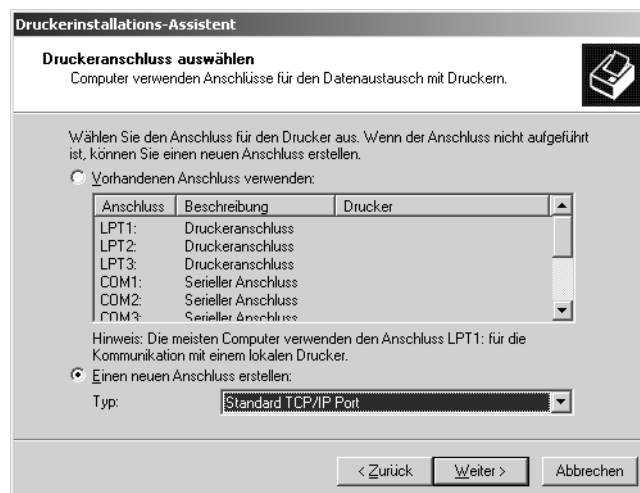 Druckerinstallations-Assistent
Druckeranschluss auswählen
Computer verwenden Anschlüsse für den Datenaustausch mit Druckern.
Wählen Sie den Anschluss für den Drucker aus. Wenn der Anschluss nicht aufgeführt
ist, können Sie einen neuen Anschluss erstellen.
Vorhandenen Anschluss verwenden:
Anschluss Beschreibung Drucker
LPT1: Druckeranschluss
LPT2: Druckeranschluss
LPT3: Druckeranschluss
COM1: Serieller Anschluss
COM2: Serieller Anschluss
COM3: Serieller Anschluss
Hinweis: Die meisten Computer verwenden den Anschluss LPT1: für die
Kommunikation mit einem lokalen Drucker.
Einen neuen Anschluss erstellen:
Typ: Standard TCP/IP Port
< Zurück Weiter > Abbrechen